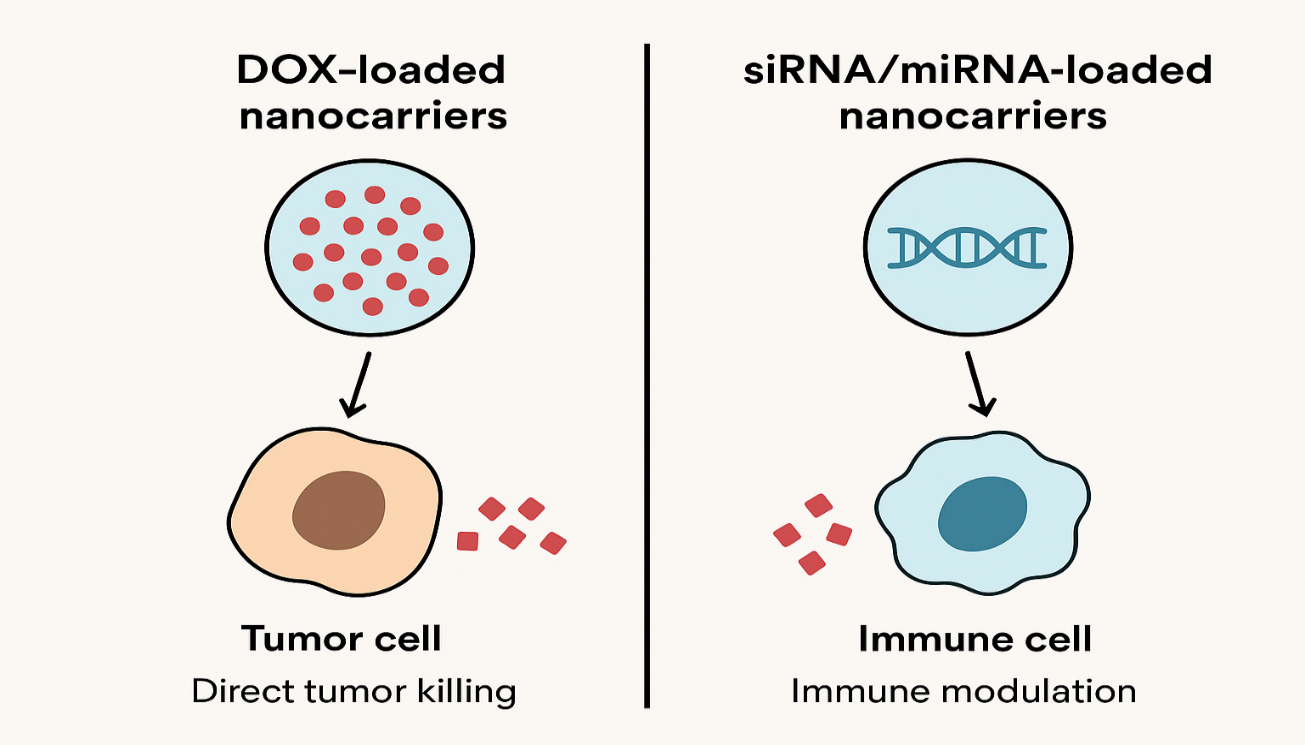 DOX–loaded
nanocarriers
Tumor cell
Direct tumor killing
siRNA/miRNA-loaded
nanocarriers
Immune cell
Immune modulation